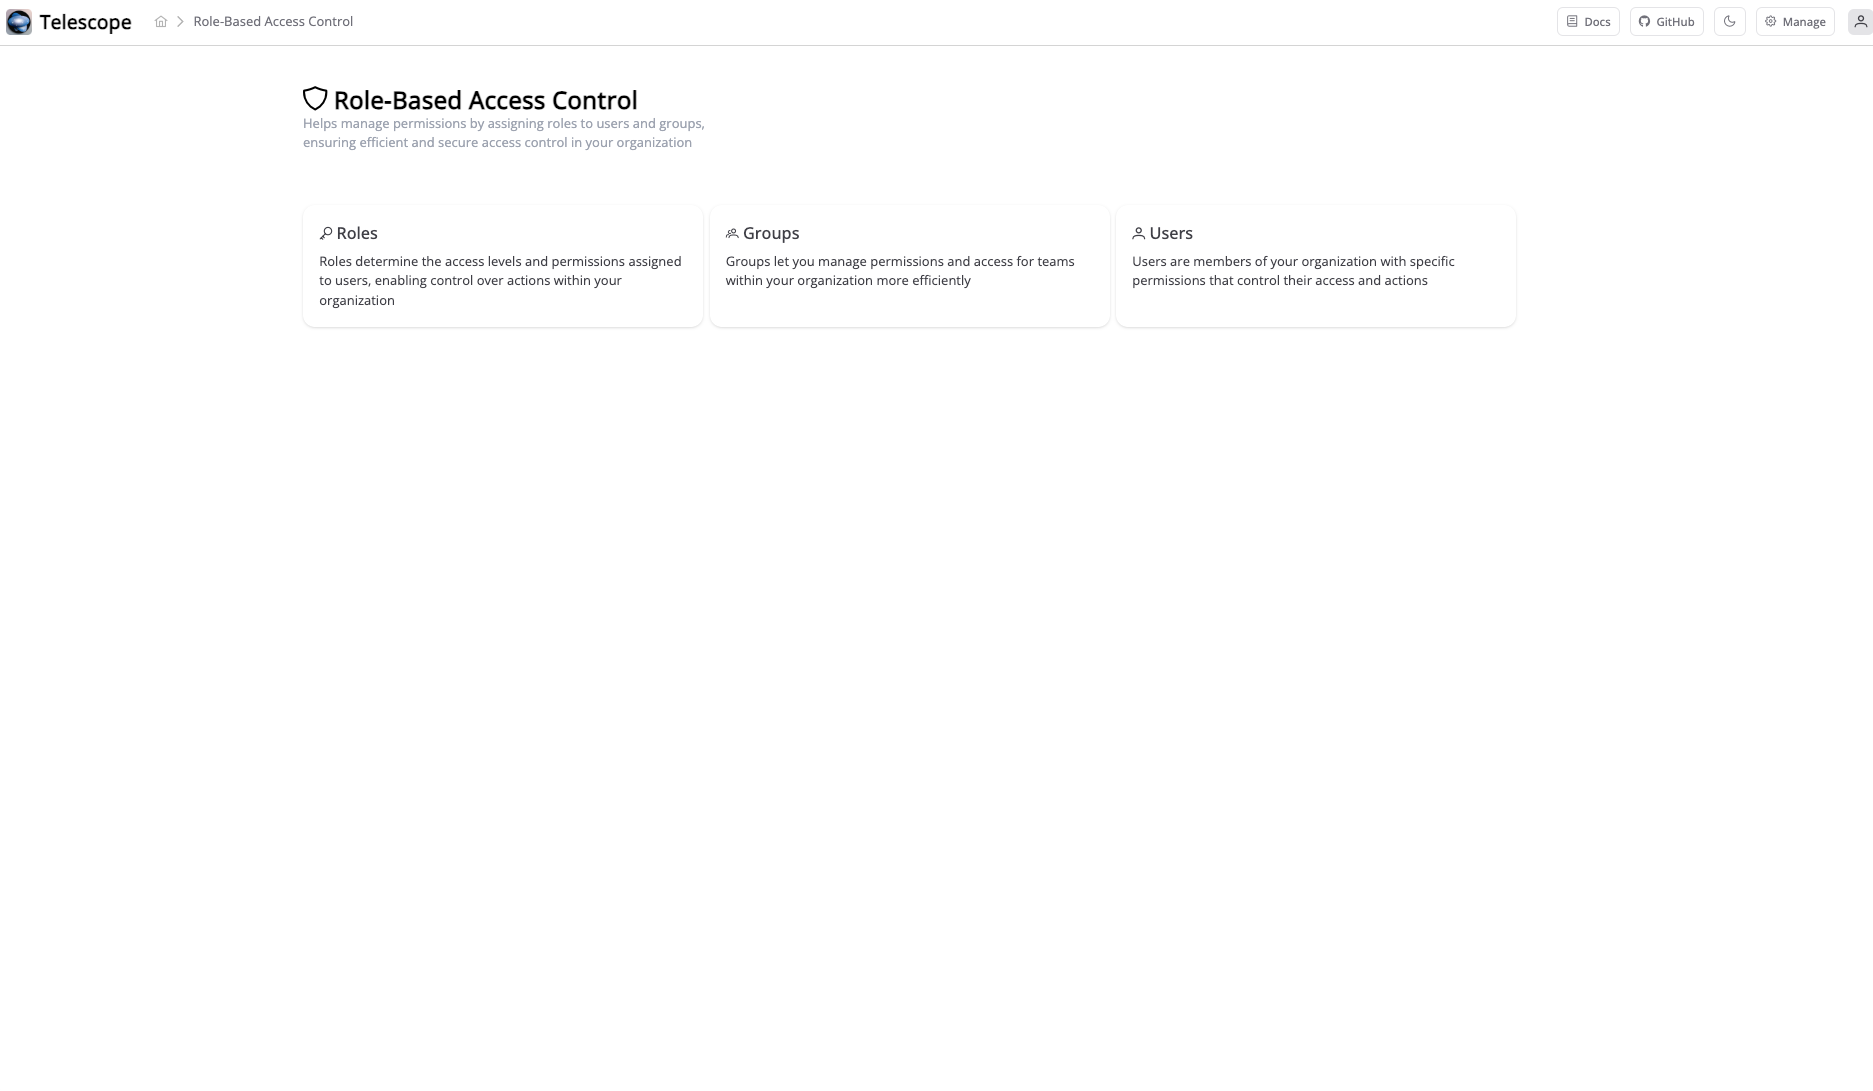 Telescope
Role-Based Access Control
Docs
GitHub
Manage
Role-Based Access Control
Helps manage permissions by assigning roles to users and groups,
ensuring efficient and secure access control in your organization
Roles
Roles determine the access levels and permissions assigned
to users, enabling control over actions within your
organization
Groups
Groups let you manage permissions and access for teams
within your organization more efficiently
Users
Users are members of your organization with specific
permissions that control their access and actions